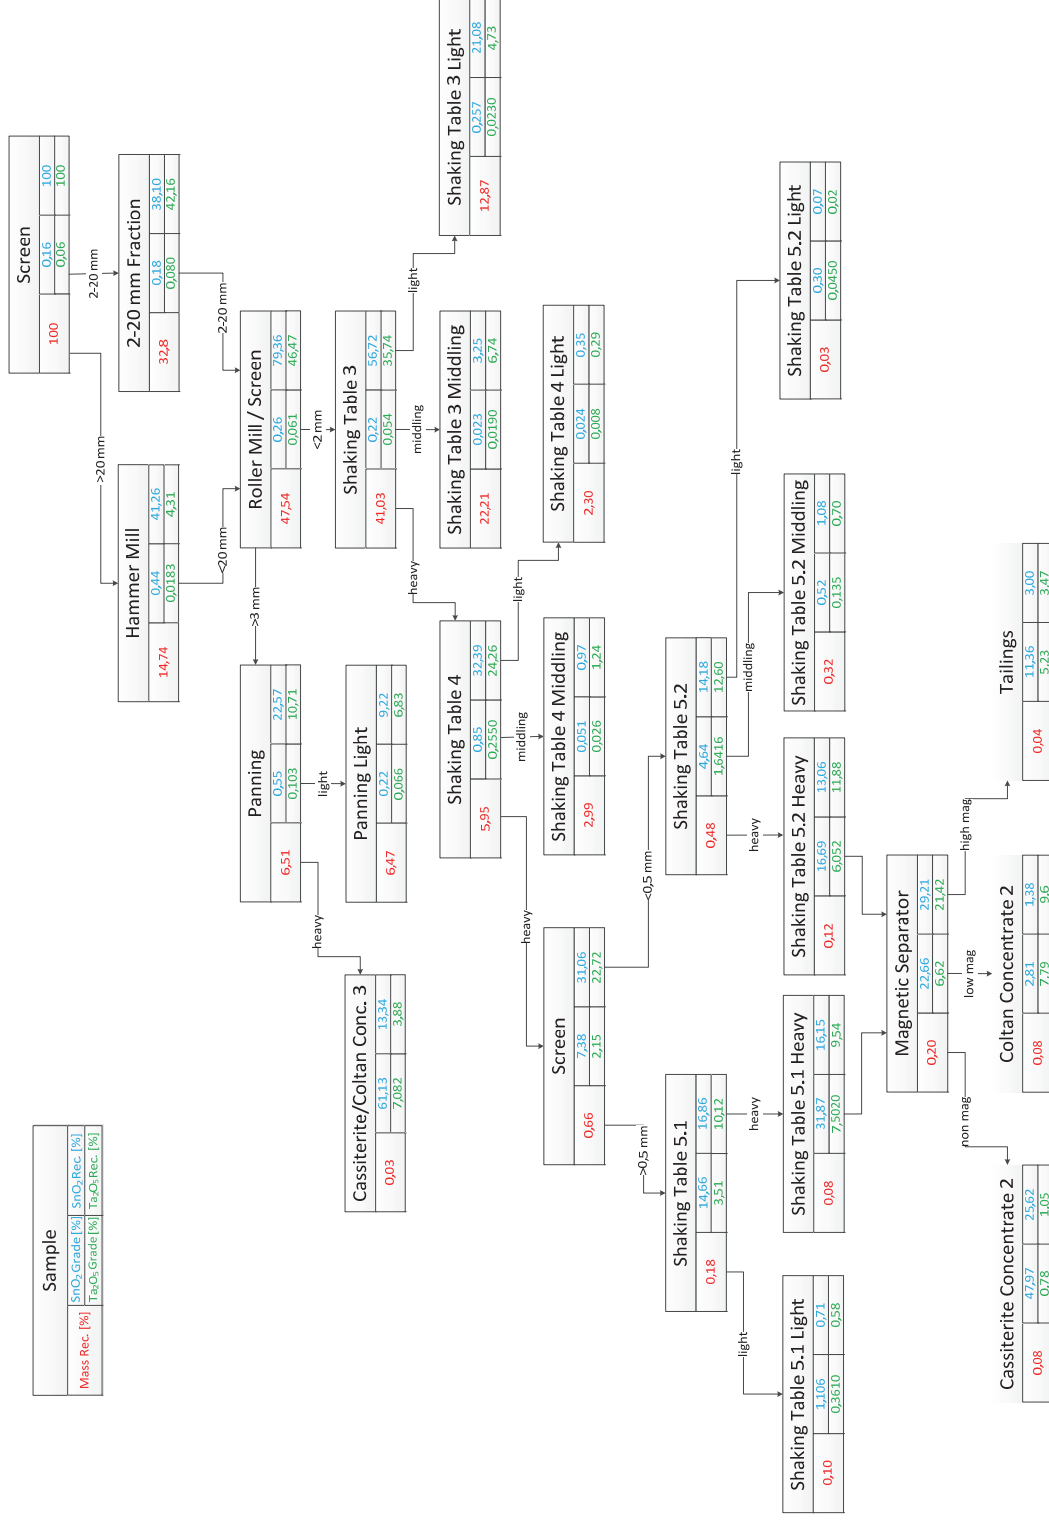 Sample
Mass Rec. [%]
SnO₂ Grade [%] SnO₂ Rec. [%]
Ta₂O₅ Grade [%] Ta₂O₅ Rec. [%]
Screen
100
0,16 100
0,06 100
>20 mm
2-20 mm
Hammer Mill
14,74
0,44 41,26
0,0183 4,31
2-20 mm Fraction
32,8
0,18 38,10
0,080 42,16
<20 mm
2-20 mm
Roller Mill / Screen
47,54
0,26 79,36
0,061 46,47
>3 mm
<2 mm
Panning
6,51
0,55 22,57
0,103 10,71
heavy
light
Cassiterite/Coltan Conc. 3
0,03
61,13 13,34
7,082 3,88
Panning Light
6,47
0,22 9,22
0,066 6,83
Shaking Table 3
41,03
0,22 56,72
0,054 35,74
heavy
middling
light
Shaking Table 4
5,95
0,85 32,39
0,2550 24,26
Shaking Table 3 Middling
22,21
0,023 3,25
0,0190 6,74
Shaking Table 3 Light
12,87
0,257 21,08
0,0230 4,73
heavy
middling
light
Screen
0,66
7,38 31,06
2,15 22,72
Shaking Table 4 Middling
2,99
0,051 0,97
0,026 1,24
Shaking Table 4 Light
2,30
0,024 0,35
0,008 0,29
>0,5 mm
<0,5 mm
Shaking Table 5.1
0,18
14,66 16,86
3,51 10,12
Shaking Table 5.2
0,48
4,64 14,18
1,6416 12,60
light
heavy
heavy
middling
light
Shaking Table 5.1 Light
0,10
1,106 0,71
0,3610 0,58
Shaking Table 5.1 Heavy
0,08
31,87 16,15
7,5020 9,54
Shaking Table 5.2 Heavy
0,12
16,69 13,06
6,052 11,88
Shaking Table 5.2 Middling
0,32
0,52 1,08
0,135 0,70
Shaking Table 5.2 Light
0,03
0,30 0,07
0,0450 0,02
Magnetic Separator
0,20
22,66 29,21
6,62 21,42
non mag
low mag
high mag
Cassiterite Concentrate 2
0,08
47,97 25,62
0,78 1,05
Coltan Concentrate 2
0,08
2,81 1,38
7,79 9,6
Tailings
0,04
11,36 3,00
5,23 3,47